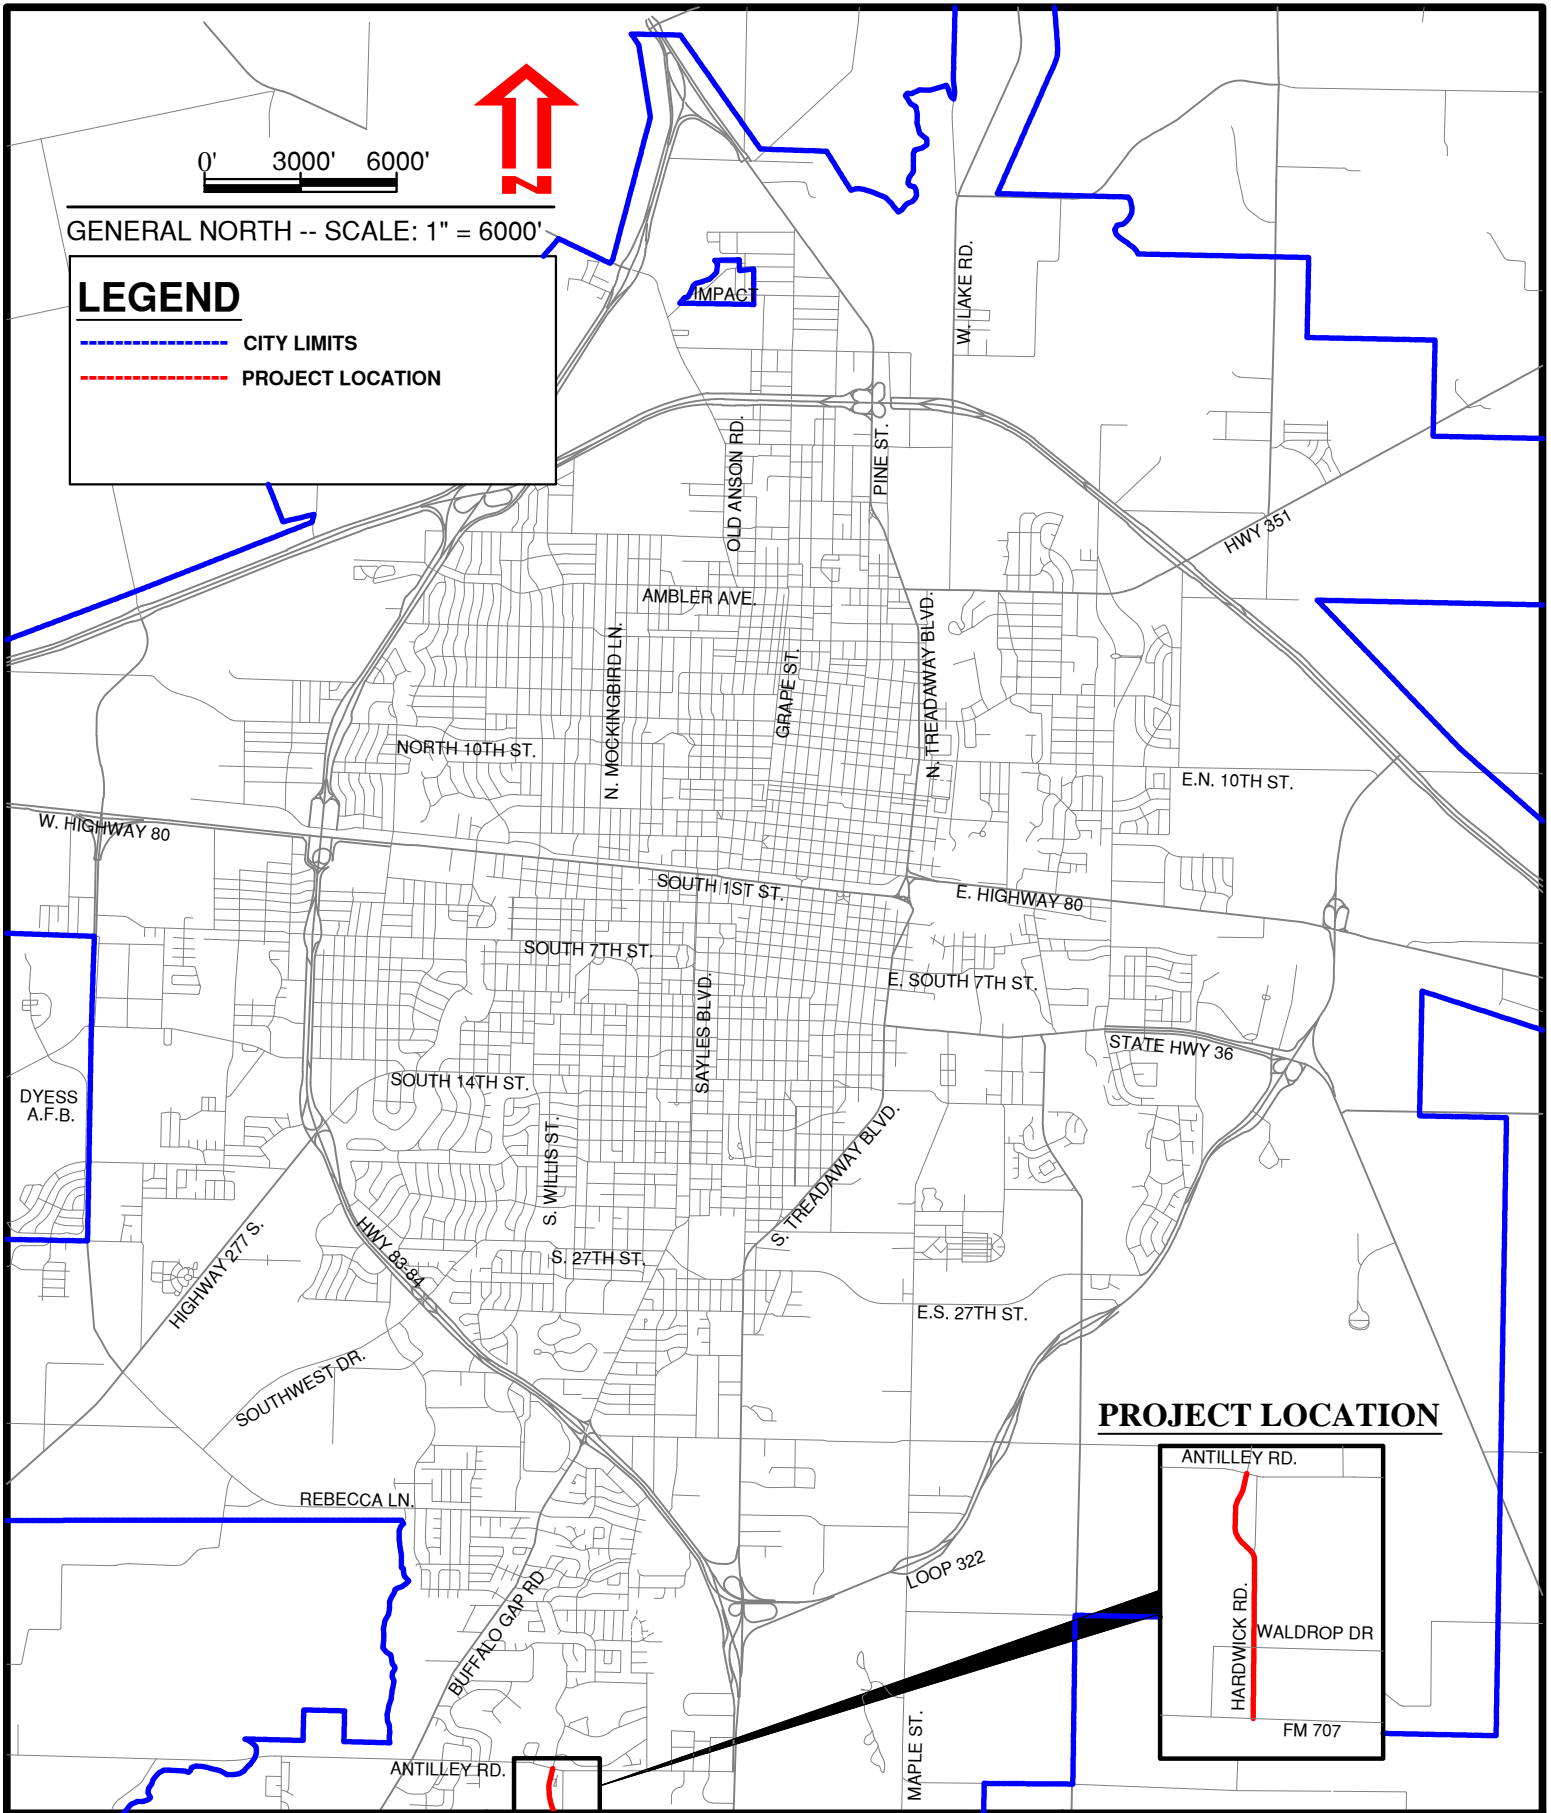 0' 3000' 6000'
N
GENERAL NORTH -- SCALE: 1" = 6000'
LEGEND
CITY LIMITS
PROJECT LOCATION
IMPACT
W. LAKE RD.
OLD ANSON RD.
PINE ST.
HWY 351
AMBLER AVE.
N. MOCKINGBIRD LN.
GRAPE ST.
N. TREADAWAY BLVD.
NORTH 10TH ST.
E.N. 10TH ST.
W. HIGHWAY 80
SOUTH 1ST ST.
E. HIGHWAY 80
SOUTH 7TH ST.
E. SOUTH 7TH ST.
SAYLES BLVD.
STATE HWY 36
DYESS
A.F.B.
SOUTH 14TH ST.
S. WILLIS ST.
S. TREADAWAY BLVD.
HIGHWAY 277 S.
HWY 83-84
S. 27TH ST.
E.S. 27TH ST.
SOUTHWEST DR.
PROJECT LOCATION
ANTILLEY RD.
REBECCA LN.
LOOP 322
BUFFALO GAP RD
HARDWICK RD.
WALDROP DR
FM 707
MAPLE ST.
ANTILLEY RD.